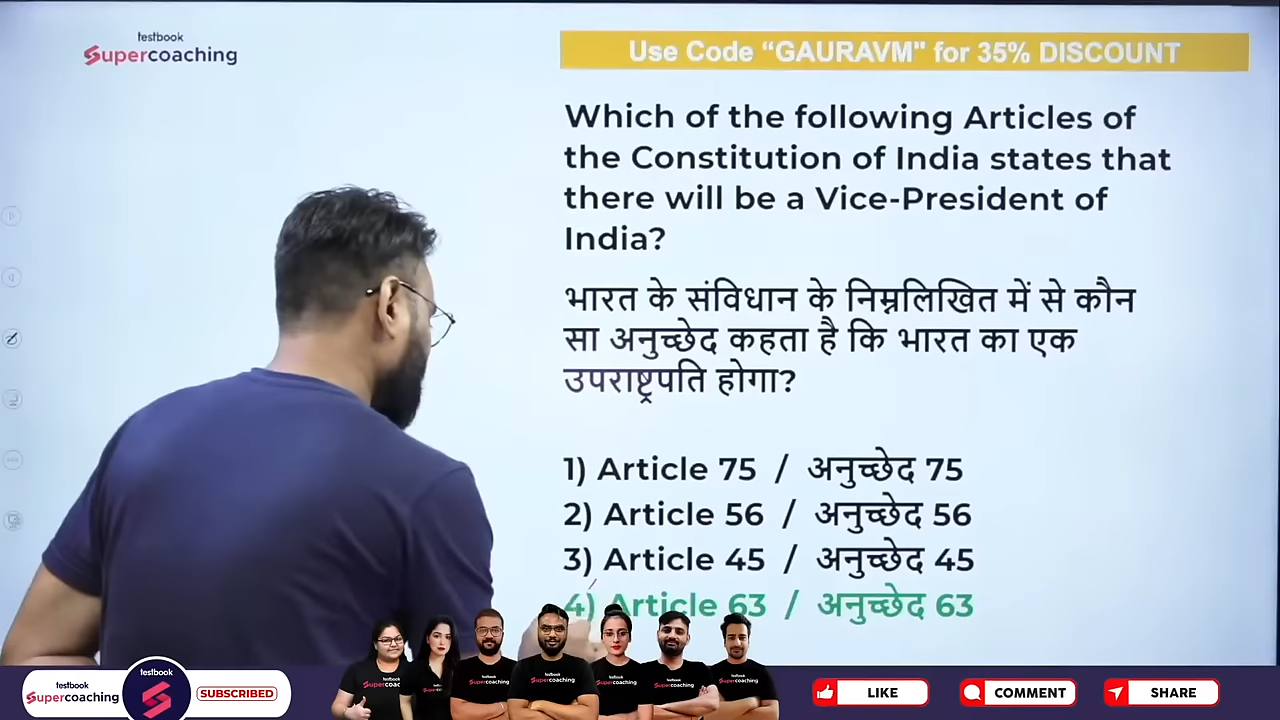 testbook
Supercoaching
Use Code “GAURAVM" for 35% DISCOUNT
Which of the following Articles of
the Constitution of India states that
there will be a Vice-President of
India?
भारत के संविधान के निम्नलिखित में से कौन
सा अनुच्छेद कहता है कि भारत का एक
उपराष्ट्रपति होगा?
1) Article 75 / अनुच्छेद 75
2) Article 56 / अनुच्छेद 56
3) Article 45 / अनुच्छेद 45
4) Article 63 / अनुच्छेद 63
testbook
Supercoaching
testbook
SUBSCRIBED
LIKE
COMMENT
SHARE